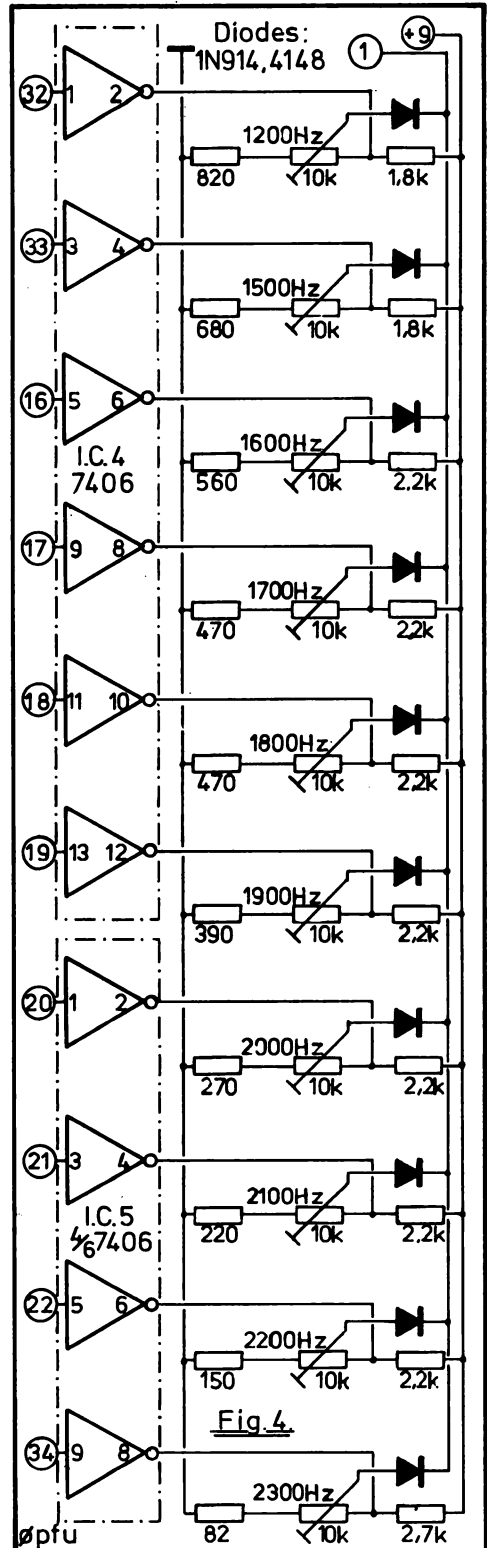 Diodes:
1N914,4148
1
+9
32 1 2
1200Hz
820 10k 1,8k
33 3 4
1500Hz
680 10k 1,8k
16 5 6
I.C.4
7406
1600Hz
560 10k 2,2k
17 9 8
1700Hz
470 10k 2,2k
18 11 10
1800Hz
470 10k 2,2k
19 13 12
1900Hz
390 10k 2,2k
20 1 2
2000Hz
270 10k 2,2k
21 3 4
I.C.5
4/6 7406
2100Hz
220 10k 2,2k
22 5 6
2200Hz
150 10k 2,2k
Fig.4.
34 9 8
2300Hz
82 10k 2,7k
øpfu